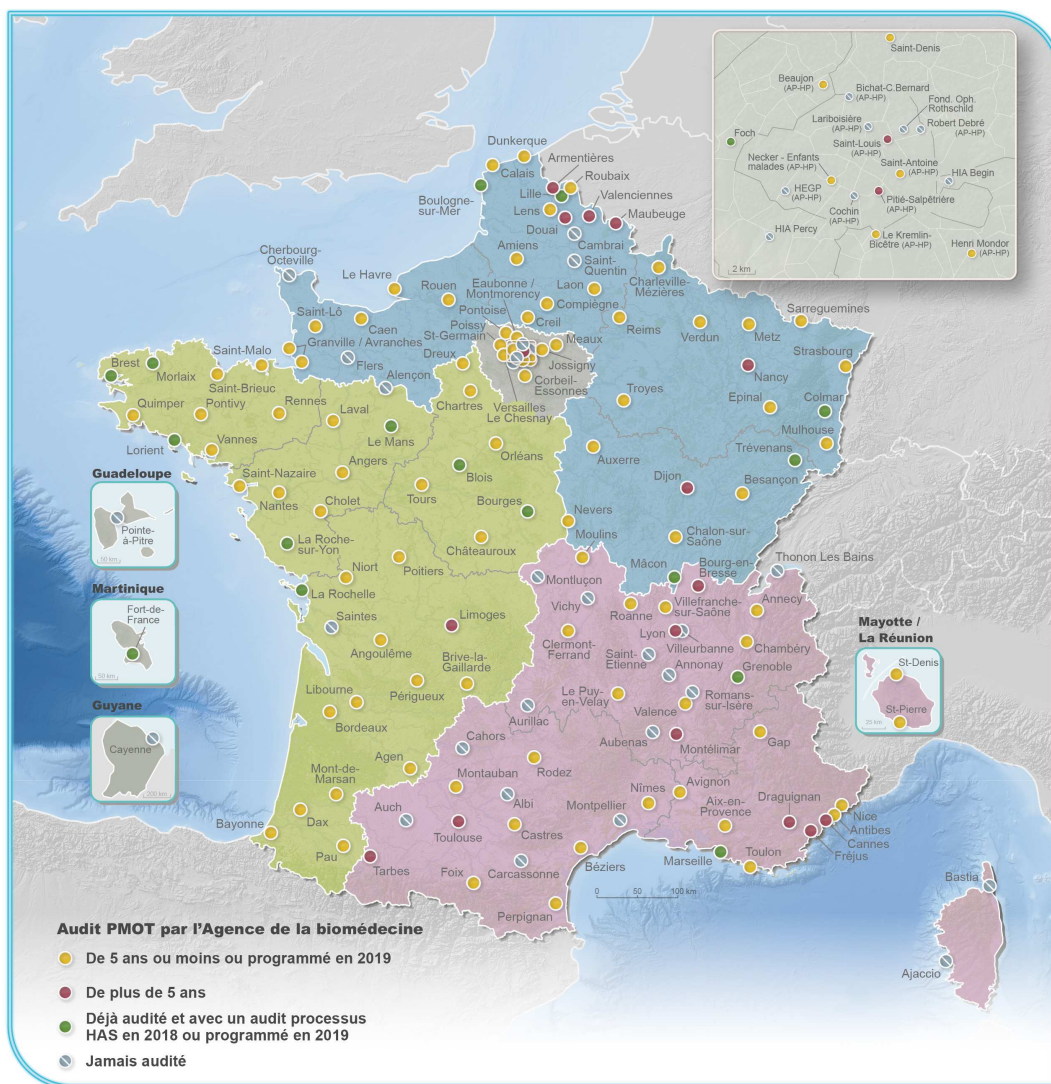 Saint-Denis
Beaujon
(AP-HP)
Bichat-C.Bernard
(AP-HP)
Fond. Oph.
Rothschild
Lariboisière
(AP-HP)
Robert Debré
(AP-HP)
Foch
Saint-Louis
(AP-HP)
Necker - Enfants
malades (AP-HP)
Saint-Antoine
(AP-HP)
HIA Begin
HEGP
(AP-HP)
Cochin
(AP-HP)
Pitié-Salpêtrière
(AP-HP)
HIA Percy
Le Kremlin-
Bicêtre (AP-HP)
Henri Mondor
(AP-HP)
2 km
Dunkerque
Calais
Armentières
Roubaix
Boulogne-
sur-Mer
Lille
Valenciennes
Lens
Maubeuge
Douai
Cambrai
Cherbourg-
Octeville
Amiens
Saint-
Quentin
Le Havre
Rouen
Eaubonne /
Montmorency
Laon
Charleville-
Mézières
Pontoise
Compiègne
Saint-Lô
Caen
Poissy
St-Germain
Creil
Reims
Verdun
Metz
Sarreguemines
Granville / Avranches
Dreux
Meaux
Strasbourg
Saint-Malo
Flers
Alençon
Jossigny
Nancy
Brest
Morlaix
Saint-Brieuc
Corbeil-
Essonnes
Chartres
Versailles
Le Chesnay
Troyes
Epinal
Colmar
Quimper
Pontivy
Rennes
Laval
Le Mans
Mulhouse
Lorient
Vannes
Orléans
Auxerre
Trévenans
Angers
Blois
Saint-Nazaire
Dijon
Besançon
Nantes
Cholet
Tours
Bourges
Nevers
La Roche-
sur-Yon
Châteauroux
Moulins
Chalon-sur-
Saône
Niort
Poitiers
Mâcon
Bourg-en-
Bresse
Thonon Les Bains
La Rochelle
Montluçon
Saintes
Limoges
Vichy
Roanne
Villefranche-
sur-Saône
Annecy
Angoulême
Clermont-
Ferrand
Lyon
Villeurbanne
Chambéry
Brive-la-
Gaillarde
Saint-
Etienne
Annonay
Grenoble
Libourne
Périgueux
Le Puy-
en-Velay
Romans-
sur-Isère
Bordeaux
Aurillac
Valence
Cahors
Aubenas
Montélimar
Gap
Agen
Mont-de-
Marsan
Montauban
Rodez
Avignon
Nîmes
Auch
Albi
Montpellier
Aix-en-
Provence
Draguignan
Nice
Antibes
Cannes
Fréjus
Bayonne
Dax
Toulouse
Castres
Pau
Tarbes
Foix
Carcassonne
Béziers
Marseille
Toulon
Perpignan
0 50 100 km
Bastia
Ajaccio
Guadeloupe
Pointe-
à-Pitre
50 km
Martinique
Fort-de-
France
50 km
Guyane
Cayenne
200 km
Mayotte /
La Réunion
St-Denis
St-Pierre
25 km
Audit PMOT par l'Agence de la biomédecine
De 5 ans ou moins ou programmé en 2019
De plus de 5 ans
Déjà audité et avec un audit processus
HAS en 2018 ou programmé en 2019
Jamais audité